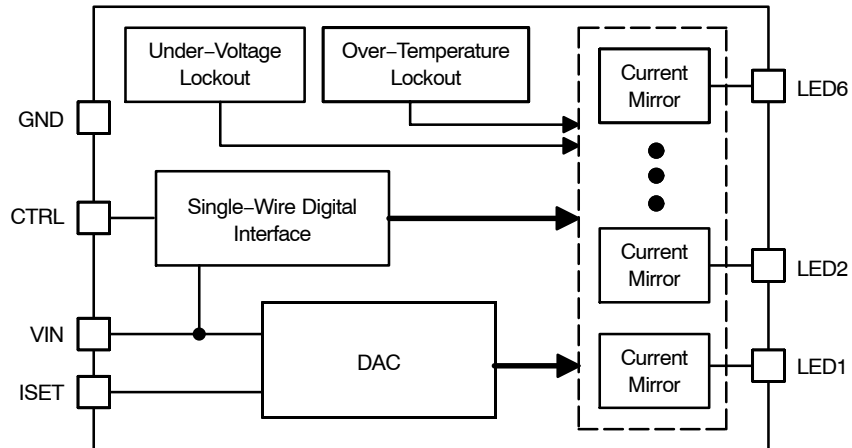 Under–Voltage
Lockout
Over–Temperature
Lockout
Current
Mirror
LED6
GND
CTRL
Single–Wire Digital
Interface
Current
Mirror
LED2
VIN
DAC
Current
Mirror
LED1
ISET